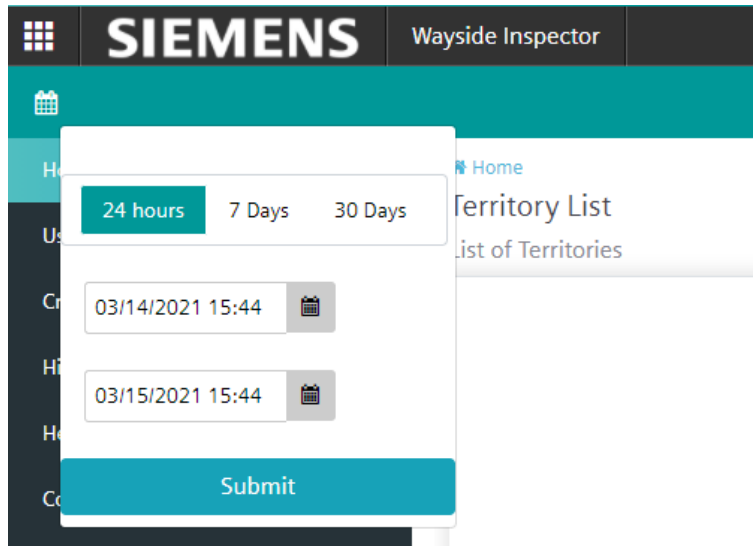 SIEMENS Wayside Inspector
Home
24 hours 7 Days 30 Days
Territory List
List of Territories
03/14/2021 15:44
03/15/2021 15:44
Submit